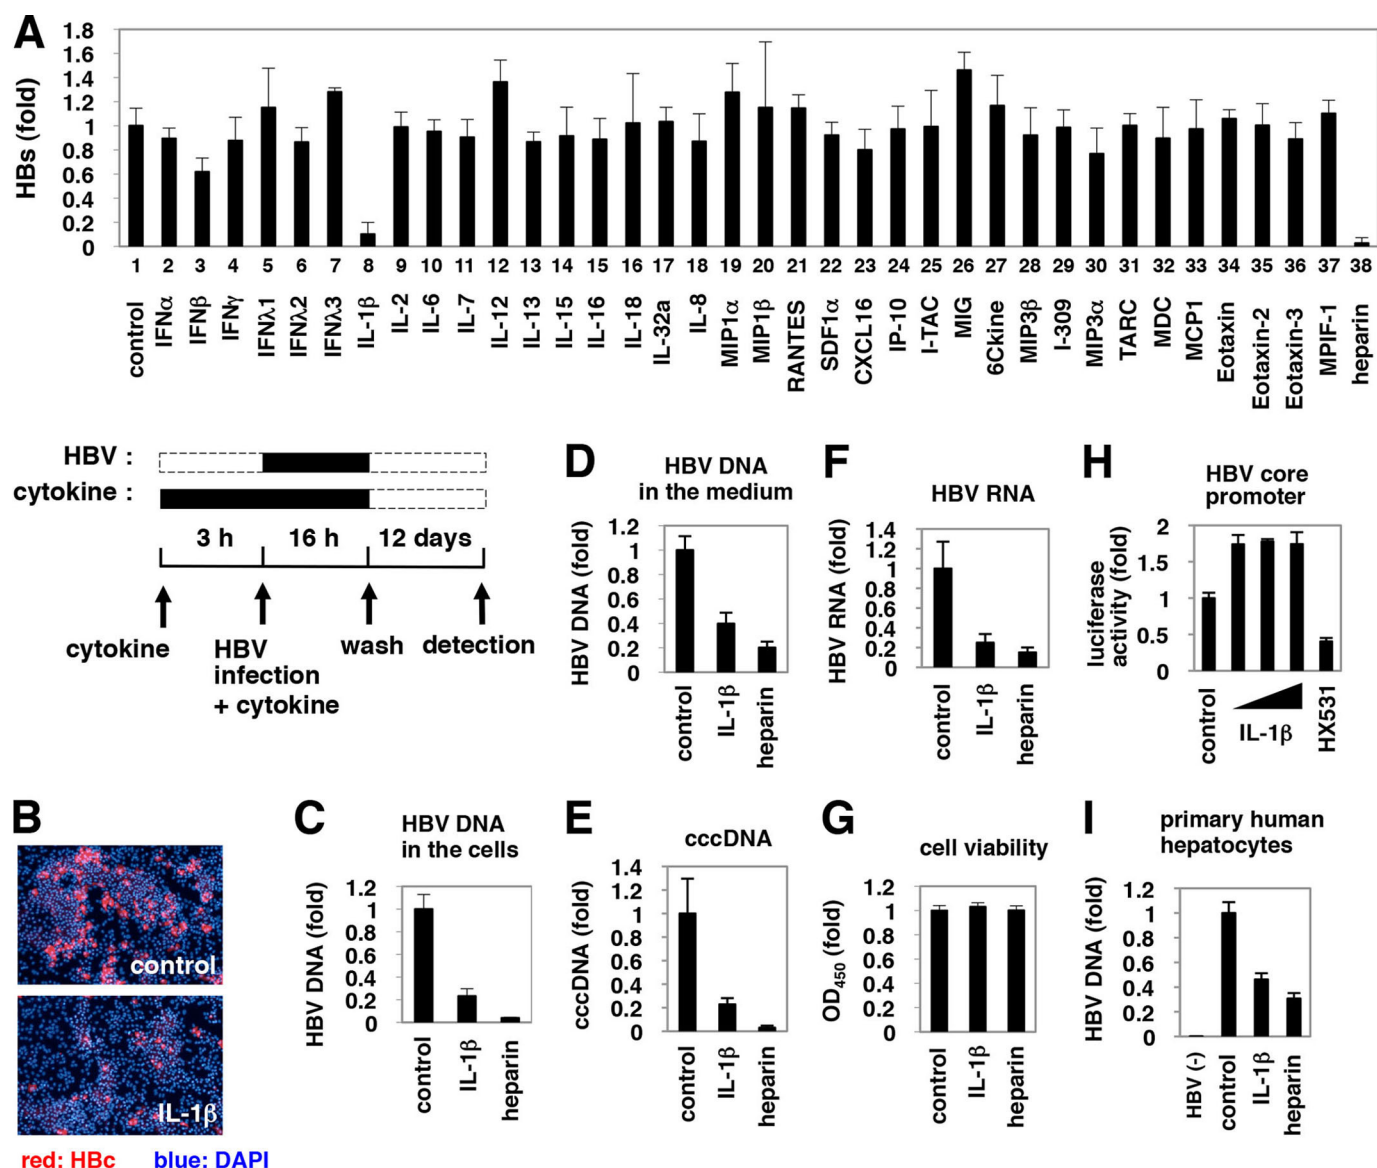 A
HBs (fold)
1.8
1.6
1.4
1.2
1
0.8
0.6
0.4
0.2
0
1 2 3 4 5 6 7 8 9 10 11 12 13 14 15 16 17 18 19 20 21 22 23 24 25 26 27 28 29 30 31 32 33 34 35 36 37 38
control IFNα IFNβ IFNγ IFNλ1 IFNλ2 IFNλ3 IL-1β IL-2 IL-6 IL-7 IL-12 IL-13 IL-15 IL-16 IL-18 IL-32a IL-8 MIP1α MIP1β RANTES SDF1α CXCL16 IP-10 I-TAC MIG 6Ckine MIP3β I-309 MIP3α TARC MDC MCP1 Eotaxin Eotaxin-2 Eotaxin-3 MPIF-1 heparin
HBV :
cytokine :
3 h 16 h 12 days
cytokine
HBV
infection
+ cytokine
wash
detection
D
HBV DNA
in the medium
HBV DNA (fold)
1.2
1
0.8
0.6
0.4
0.2
0
control IL-1β heparin
F
HBV RNA
HBV RNA (fold)
1.4
1.2
1
0.8
0.6
0.4
0.2
0
control IL-1β heparin
H
HBV core
promoter
luciferase
activity (fold)
2
1.5
1
0.5
0
control IL-1β HX531
B
control
IL-1β
red: HBc blue: DAPI
C
HBV DNA
in the cells
HBV DNA (fold)
1.2
1
0.8
0.6
0.4
0.2
0
control IL-1β heparin
E
cccDNA
cccDNA (fold)
1.4
1.2
1
0.8
0.6
0.4
0.2
0
control IL-1β heparin
G
cell viability
OD450 (fold)
1.2
1
0.8
0.6
0.4
0.2
0
control IL-1β heparin
I
primary human
hepatocytes
HBV DNA (fold)
1.2
1
0.8
0.6
0.4
0.2
0
HBV (-) control IL-1β heparin